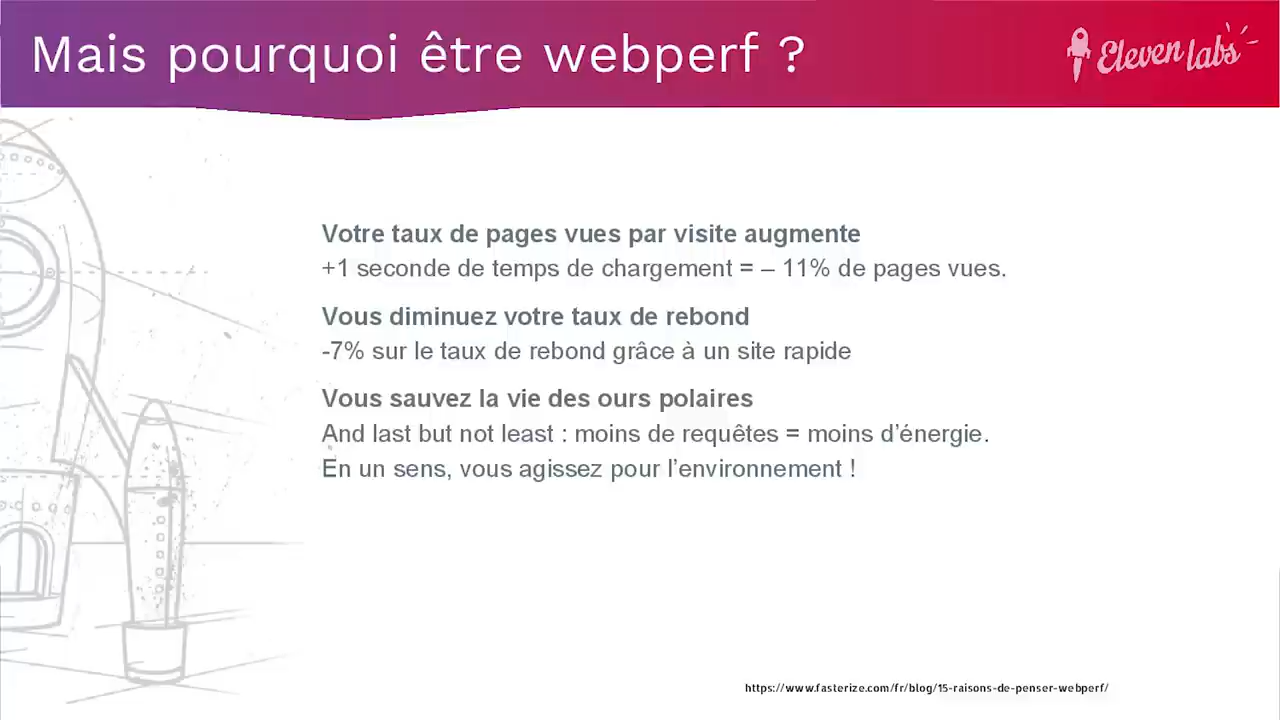 Mais pourquoi être webperf ?
Eleven labs
Votre taux de pages vues par visite augmente
+1 seconde de temps de chargement = – 11% de pages vues.
Vous diminuez votre taux de rebond
-7% sur le taux de rebond grâce à un site rapide
Vous sauvez la vie des ours polaires
And last but not least : moins de requêtes = moins d’énergie.
En un sens, vous agissez pour l’environnement !
https://www.fasterize.com/fr/blog/15-raisons-de-penser-webperf/